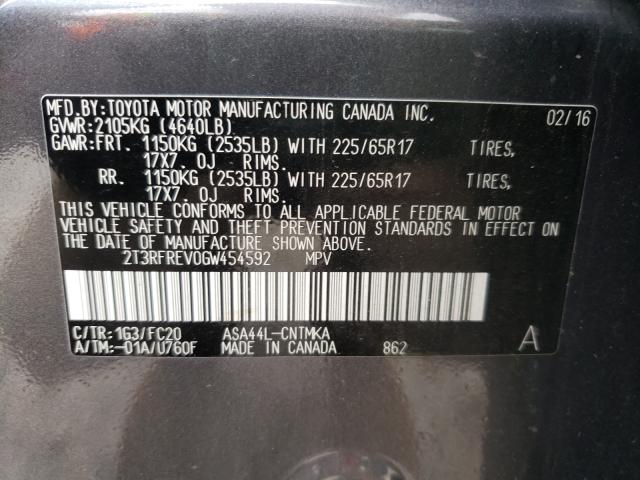 MFD.BY:TOYOTA MOTOR MANUFACTURING CANADA INC. 02/16
GVWR:2105KG (4640LB)
GAWR:FRT. 1150KG (2535LB) WITH 225/65R17 TIRES,
17X7. 0J RIMS.
RR. 1150KG (2535LB) WITH 225/65R17 TIRES,
17X7. 0J RIMS.
THIS VEHICLE CONFORMS TO ALL APPLICABLE FEDERAL MOTOR
VEHICLE SAFETY AND THEFT PREVENTION STANDARDS IN EFFECT ON
THE DATE OF MANUFACTURE SHOWN ABOVE.
2T3RFREV0GW454592 MPV
C/TR:1G3/FC20 ASA44L-CNTMKA
A/TM:-01A/U760F MADE IN CANADA 862 A